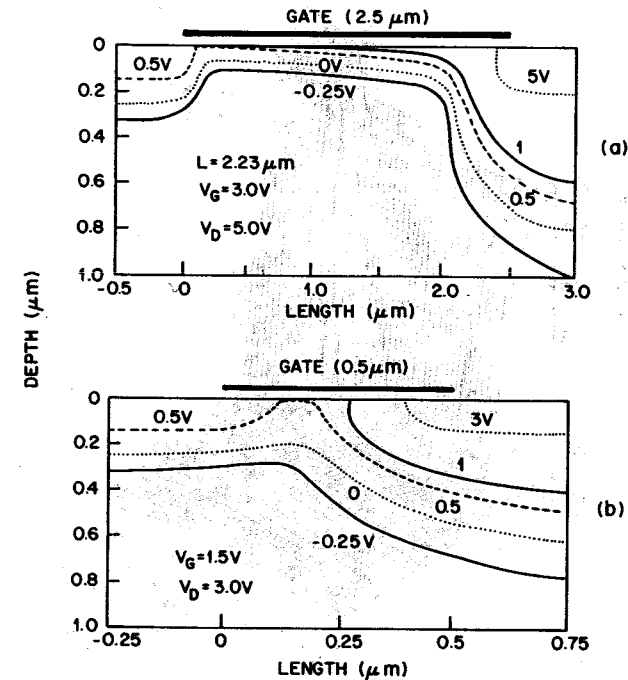 GATE (2.5 μm)
0
0.5V
0V
5V
0.2
-0.25V
0.4
L=2.23 μm
1
(a)
V_G=3.0V
0.6
0.5
V_D=5.0V
0.8
1.0
-0.5 0 1.0 2.0 3.0
LENGTH (μm)
DEPTH (μm)
GATE (0.5μm)
0
0.5V
3V
0.2
1
0.4
0
0.5
(b)
0.6
-0.25V
V_G=1.5V
0.8
V_D=3.0V
1.0
-0.25 0 0.25 0.5 0.75
LENGTH (μm)